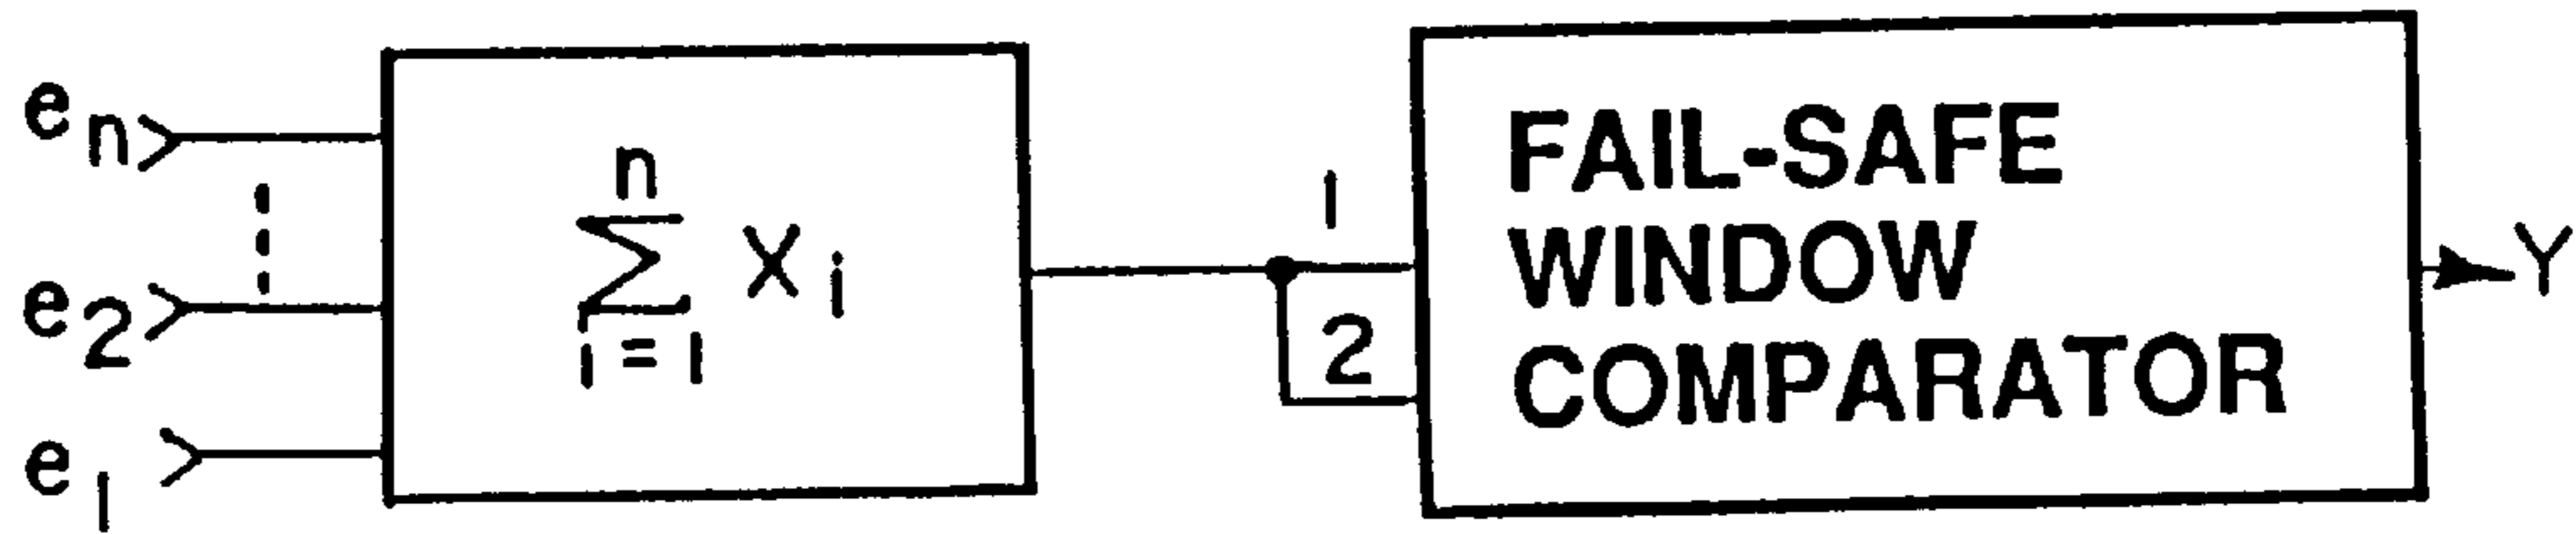 eₙ
e₂
e₁
n
Σ Xᵢ
i=1
1
2
FAIL-SAFE
WINDOW
COMPARATOR
Y